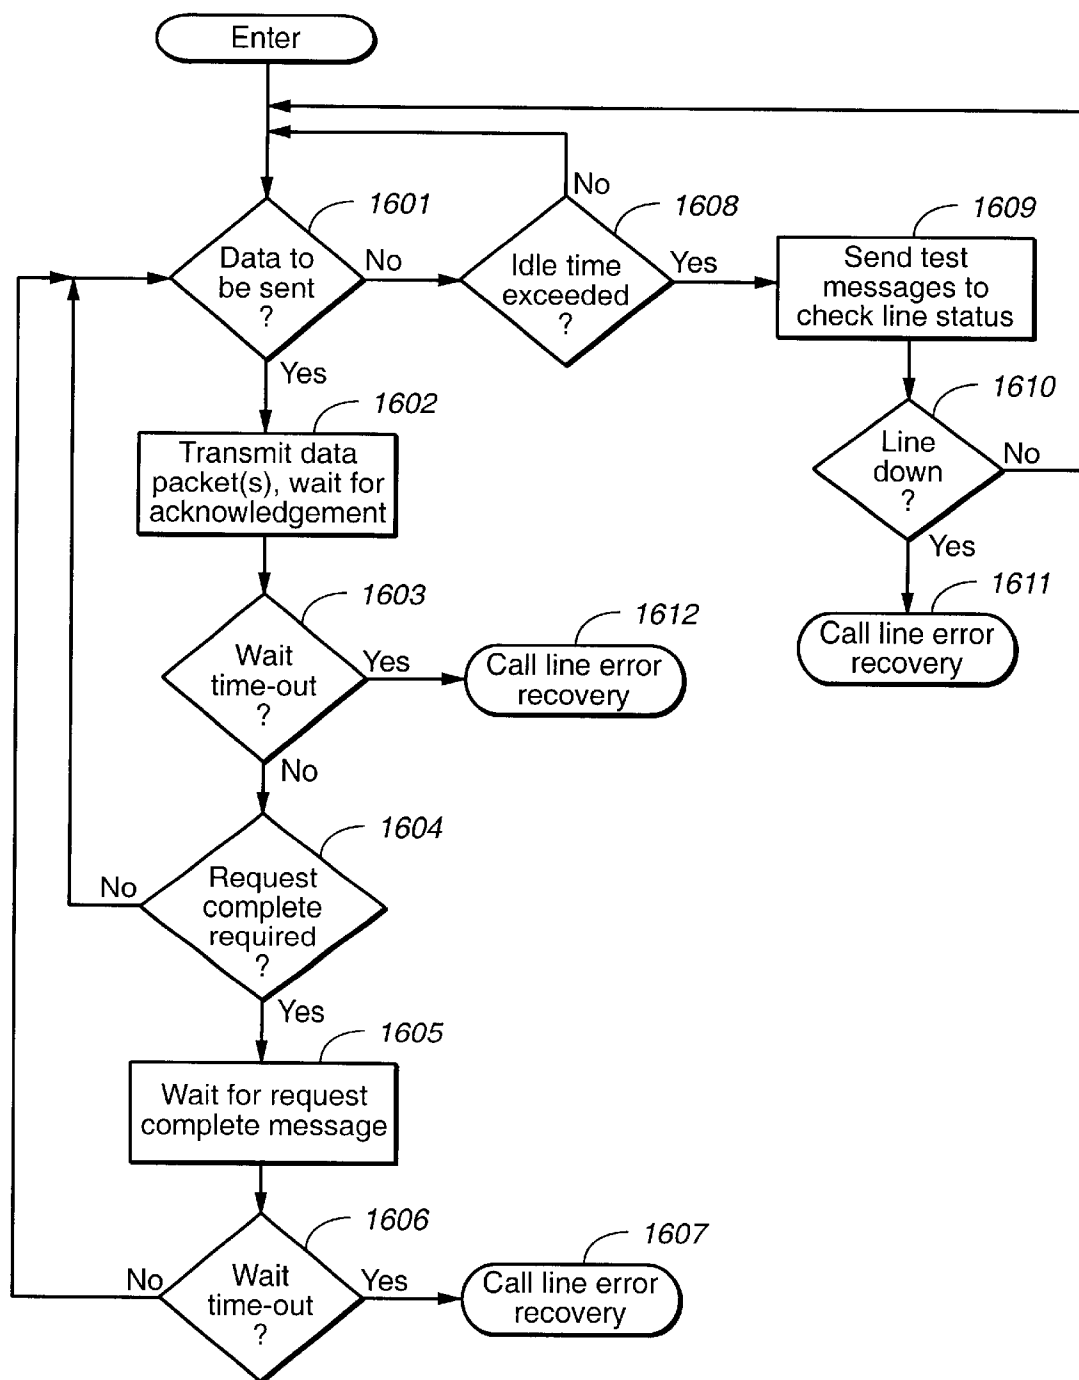 Enter
No
1601
1608
1609
Data to
be sent
?
No
Idle time
exceeded
?
Yes
Send test
messages to
check line status
Yes
1602
1610
Transmit data
packet(s), wait for
acknowledgement
Line
down
?
No
Yes
1603
1612
1611
Wait
time-out
?
Yes
Call line error
recovery
Call line error
recovery
No
1604
No
Request
complete
required
?
Yes
1605
Wait for request
complete message
1606
1607
No
Wait
time-out
?
Yes
Call line error
recovery